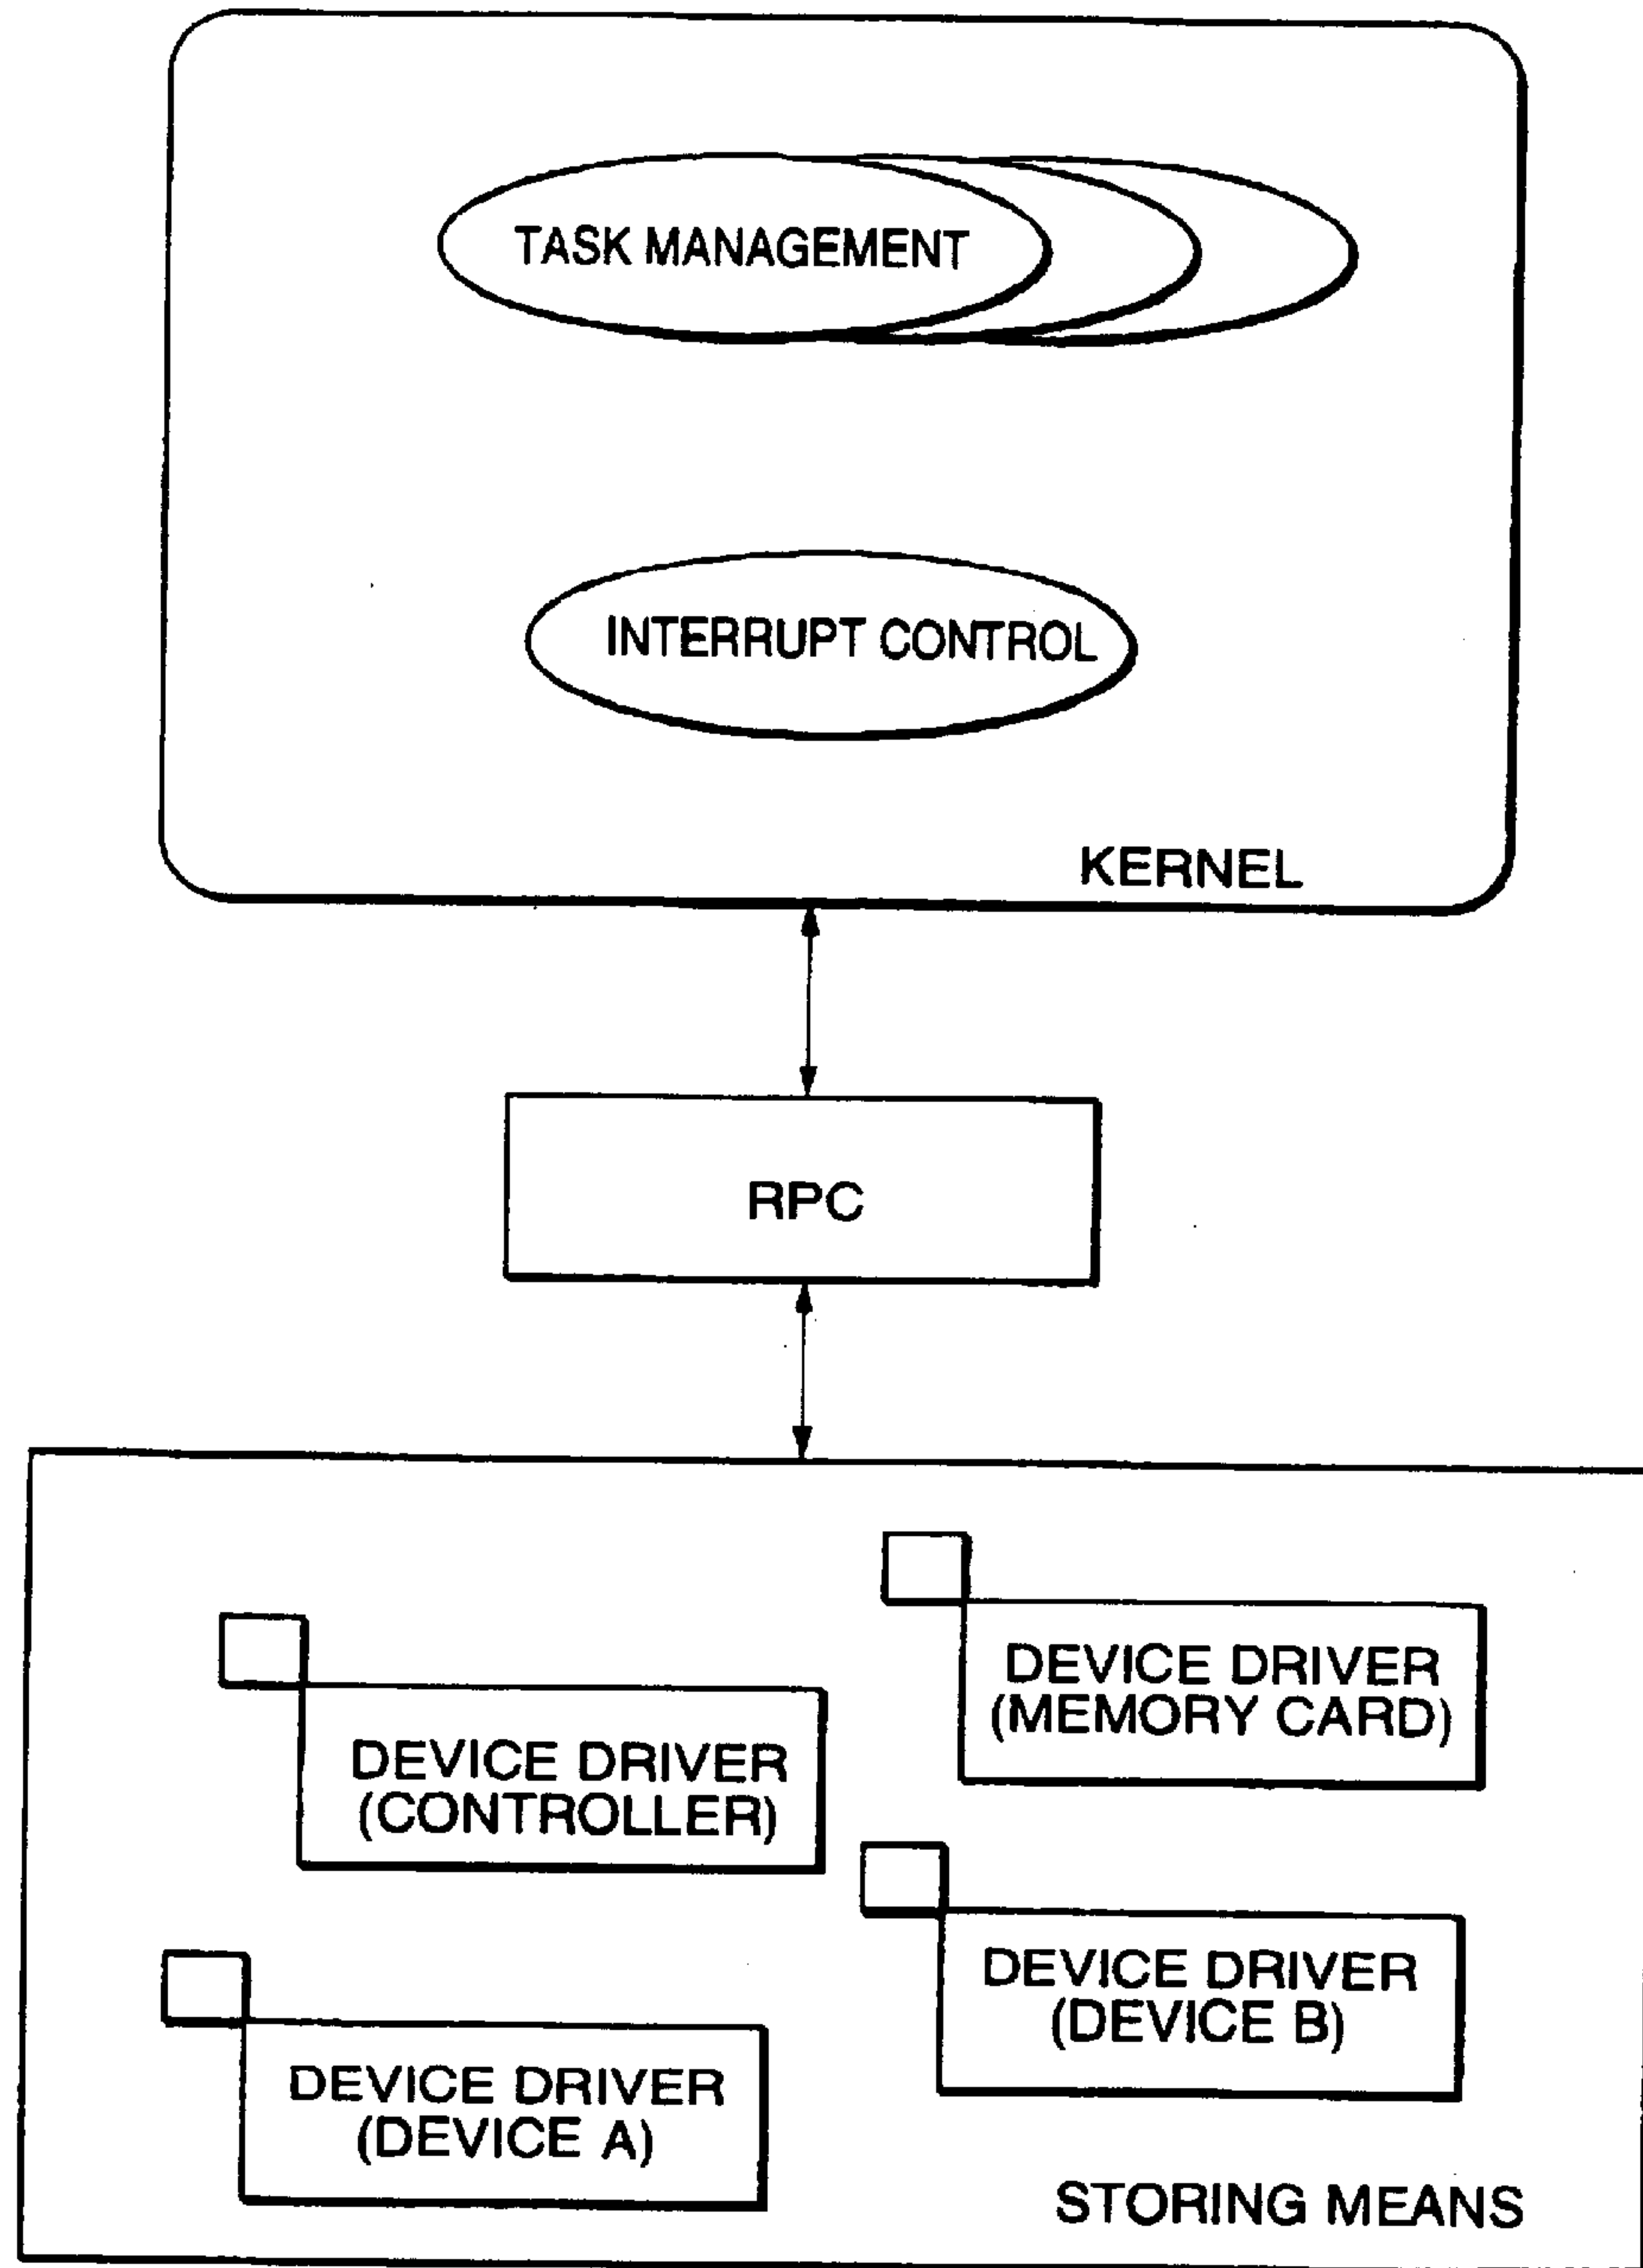 TASK MANAGEMENT
INTERRUPT CONTROL
KERNEL
RPC
DEVICE DRIVER
(MEMORY CARD)
DEVICE DRIVER
(CONTROLLER)
DEVICE DRIVER
(DEVICE B)
DEVICE DRIVER
(DEVICE A)
STORING MEANS